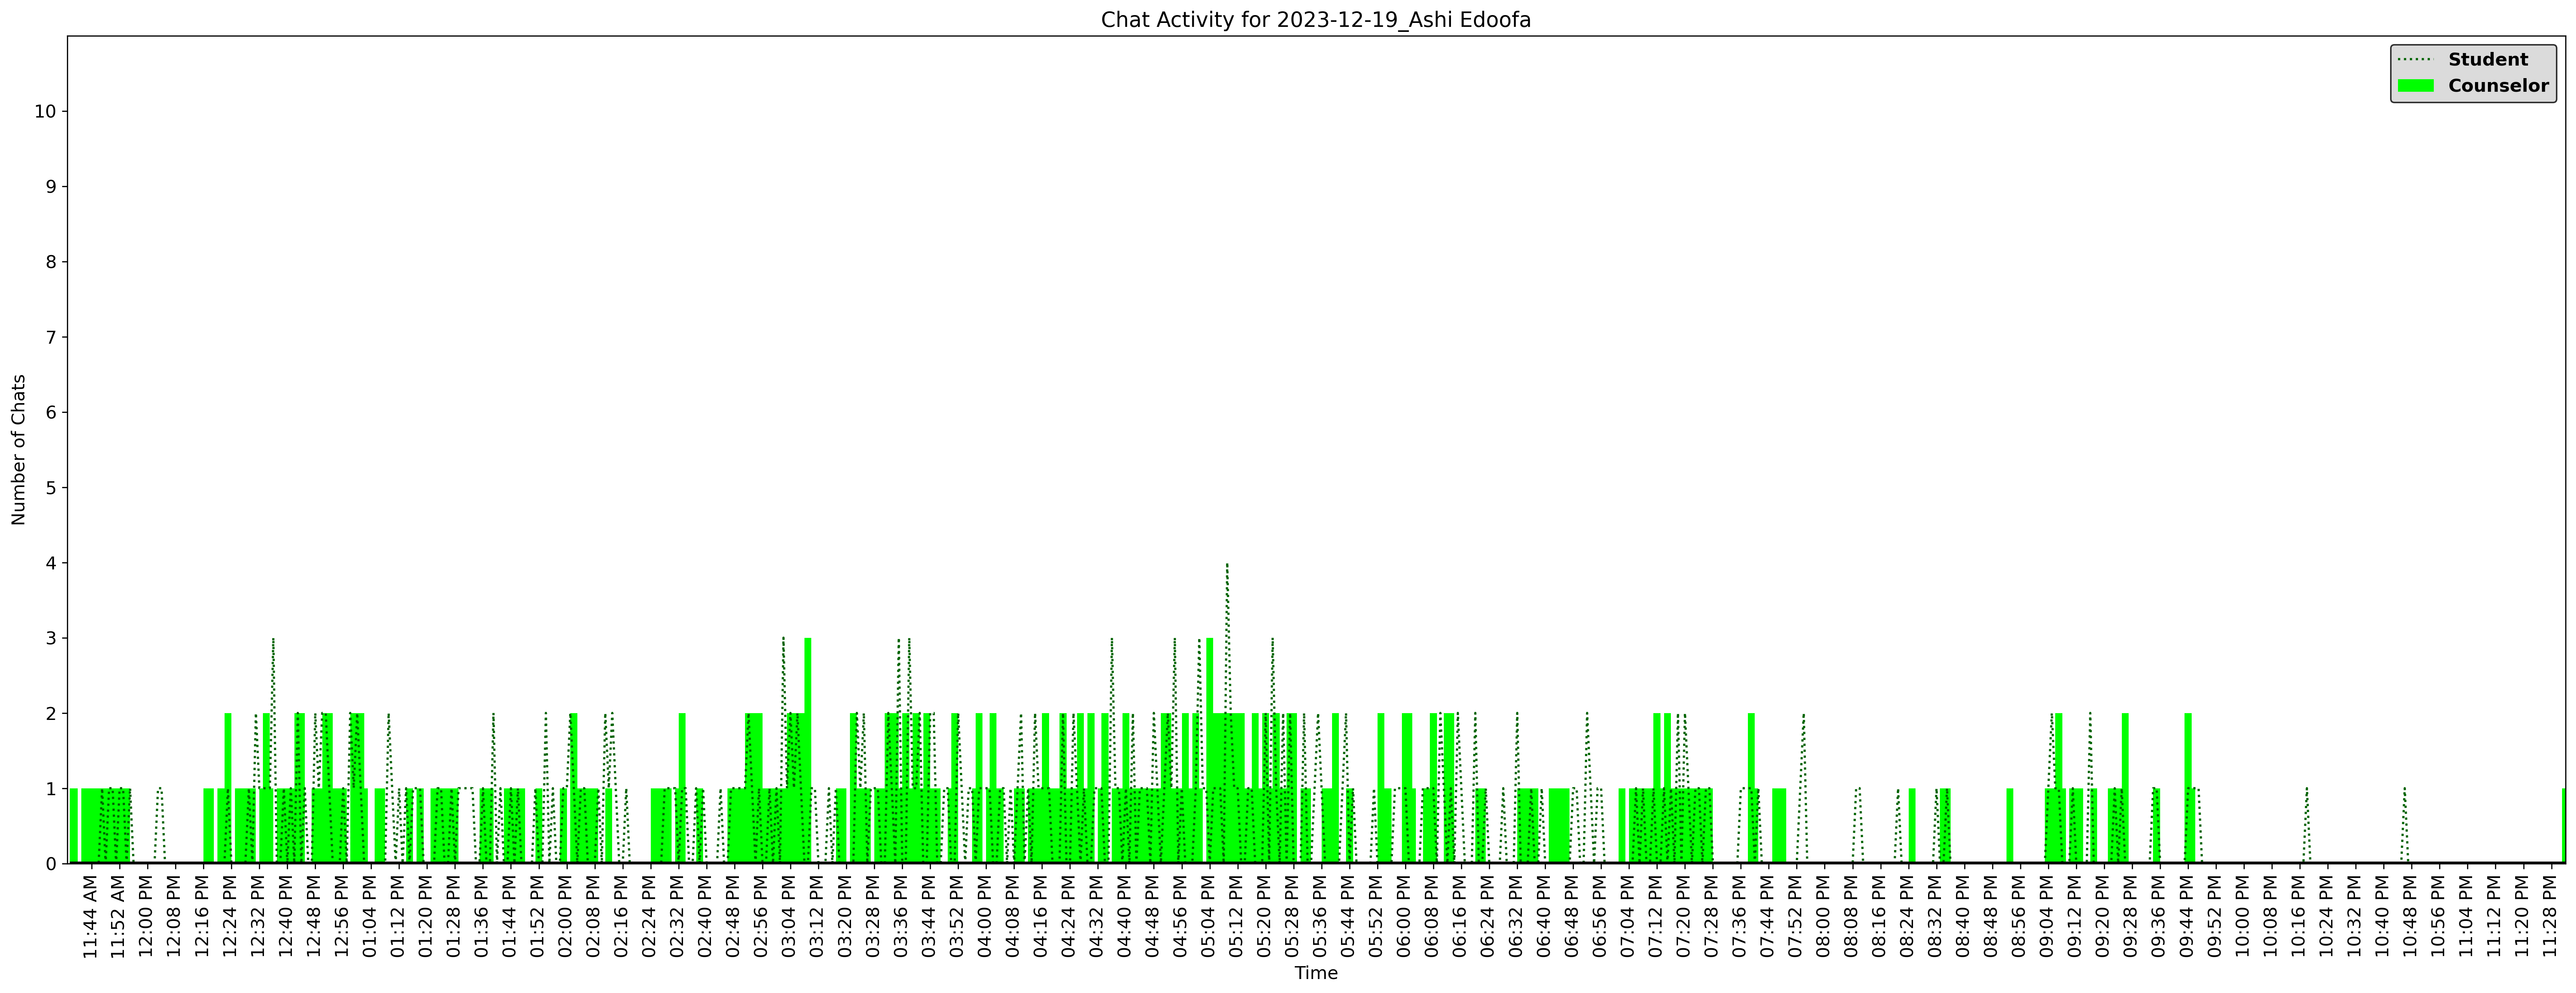 Chat Activity for 2023-12-19_Ashi Edoofa
Student
Counselor
Number of Chats
10
9
8
7
6
5
4
3
2
1
0
11:44 AM
11:52 AM
12:00 PM
12:08 PM
12:16 PM
12:24 PM
12:32 PM
12:40 PM
12:48 PM
12:56 PM
01:04 PM
01:12 PM
01:20 PM
01:28 PM
01:36 PM
01:44 PM
01:52 PM
02:00 PM
02:08 PM
02:16 PM
02:24 PM
02:32 PM
02:40 PM
02:48 PM
02:56 PM
03:04 PM
03:12 PM
03:20 PM
03:28 PM
03:36 PM
03:44 PM
03:52 PM
04:00 PM
04:08 PM
04:16 PM
04:24 PM
04:32 PM
04:40 PM
04:48 PM
04:56 PM
05:04 PM
05:12 PM
05:20 PM
05:28 PM
05:36 PM
05:44 PM
05:52 PM
06:00 PM
06:08 PM
06:16 PM
06:24 PM
06:32 PM
06:40 PM
06:48 PM
06:56 PM
07:04 PM
07:12 PM
07:20 PM
07:28 PM
07:36 PM
07:44 PM
07:52 PM
08:00 PM
08:08 PM
08:16 PM
08:24 PM
08:32 PM
08:40 PM
08:48 PM
08:56 PM
09:04 PM
09:12 PM
09:20 PM
09:28 PM
09:36 PM
09:44 PM
09:52 PM
10:00 PM
10:08 PM
10:16 PM
10:24 PM
10:32 PM
10:40 PM
10:48 PM
10:56 PM
11:04 PM
11:12 PM
11:20 PM
11:28 PM
Time